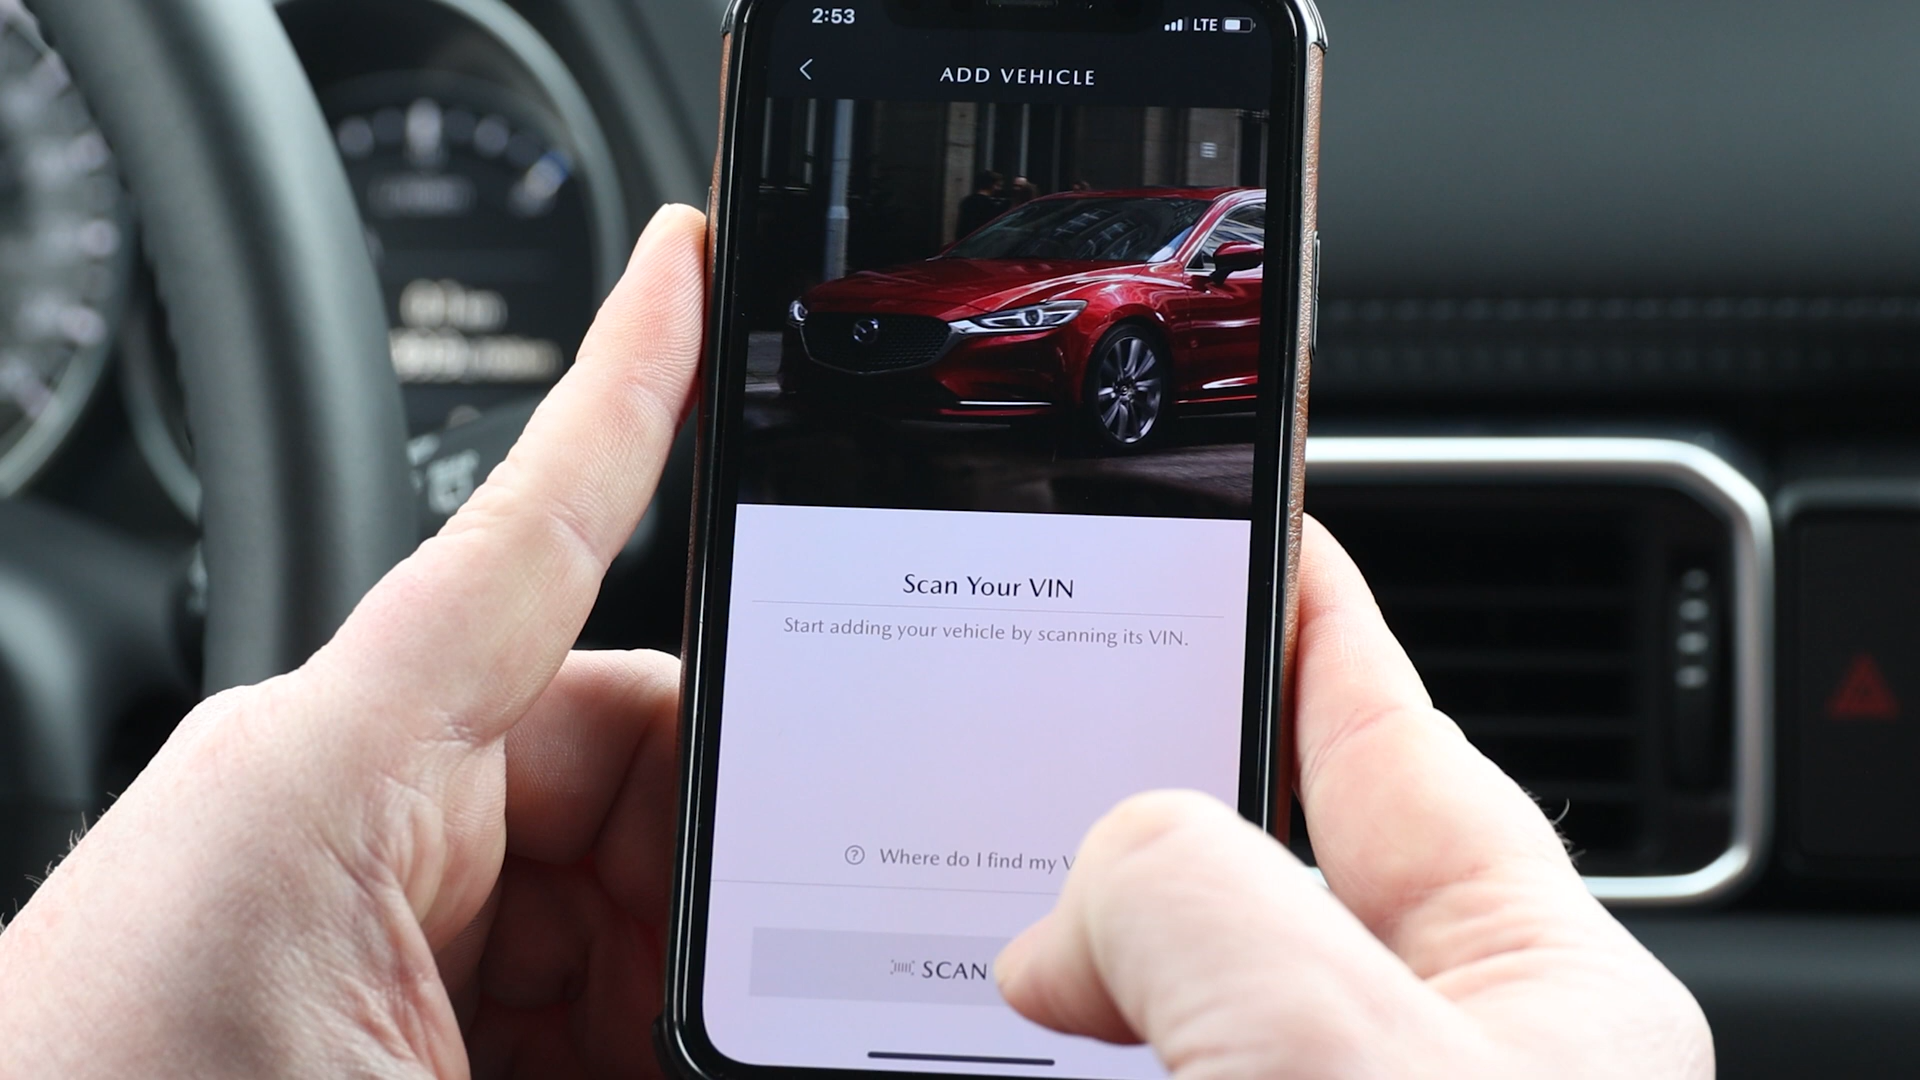 2:53
LTE
ADD VEHICLE
Scan Your VIN
Start adding your vehicle by scanning its VIN.
Where do I find my V
SCAN